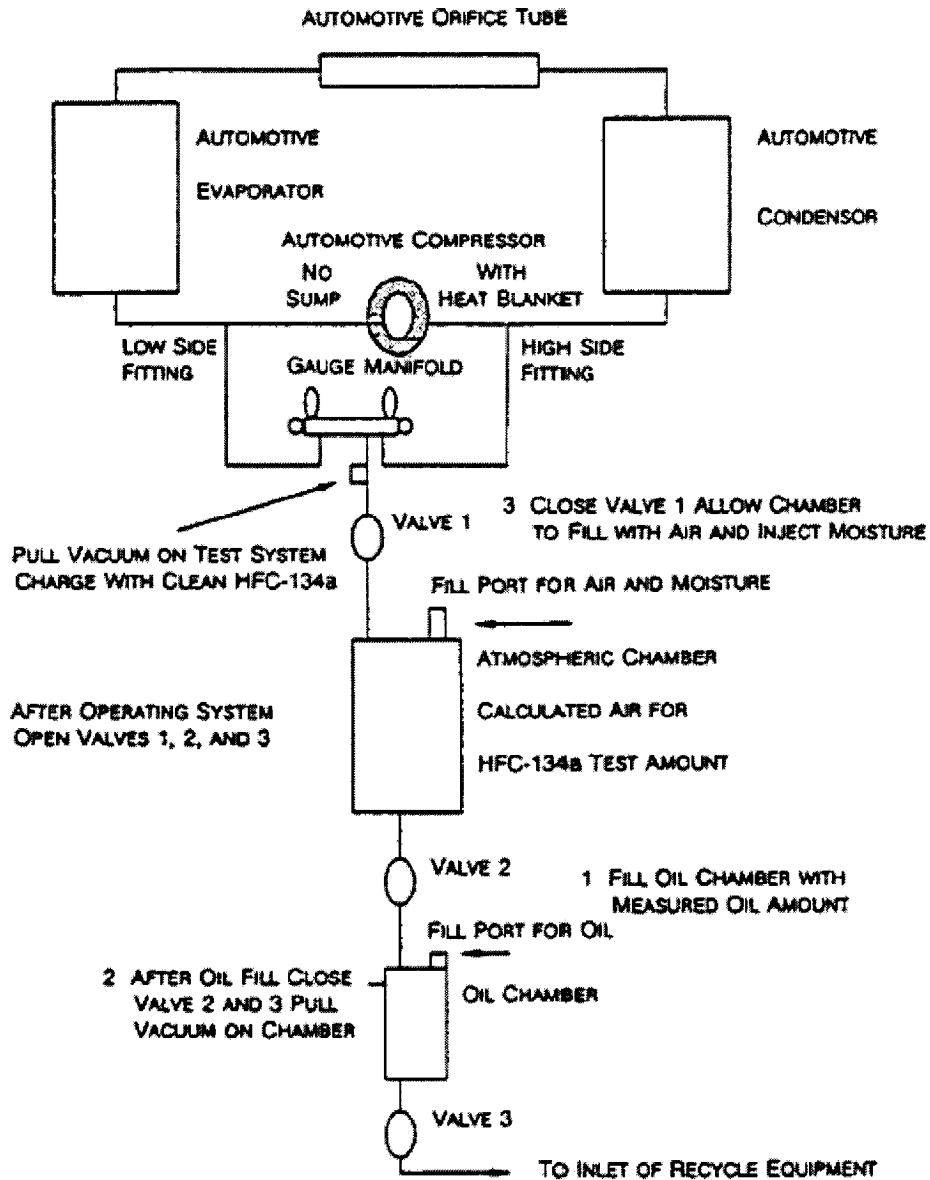 AUTOMOTIVE ORIFICE TUBE
AUTOMOTIVE
EVAPORATOR
AUTOMOTIVE
CONDENSOR
AUTOMOTIVE COMPRESSOR
NO
SUMP
WITH
HEAT BLANKET
LOW SIDE
FITTING
GAUGE MANIFOLD
HIGH SIDE
FITTING
VALVE 1
3 CLOSE VALVE 1 ALLOW CHAMBER
TO FILL WITH AIR AND INJECT MOISTURE
PULL VACUUM ON TEST SYSTEM
CHARGE WITH CLEAN HFC-134a
FILL PORT FOR AIR AND MOISTURE
ATMOSPHERIC CHAMBER
CALCULATED AIR FOR
HFC-134a TEST AMOUNT
AFTER OPERATING SYSTEM
OPEN VALVES 1, 2, AND 3
VALVE 2
1 FILL OIL CHAMBER WITH
MEASURED OIL AMOUNT
FILL PORT FOR OIL
2 AFTER OIL FILL CLOSE
VALVE 2 AND 3 PULL
VACUUM ON CHAMBER
OIL CHAMBER
VALVE 3
TO INLET OF RECYCLE EQUIPMENT